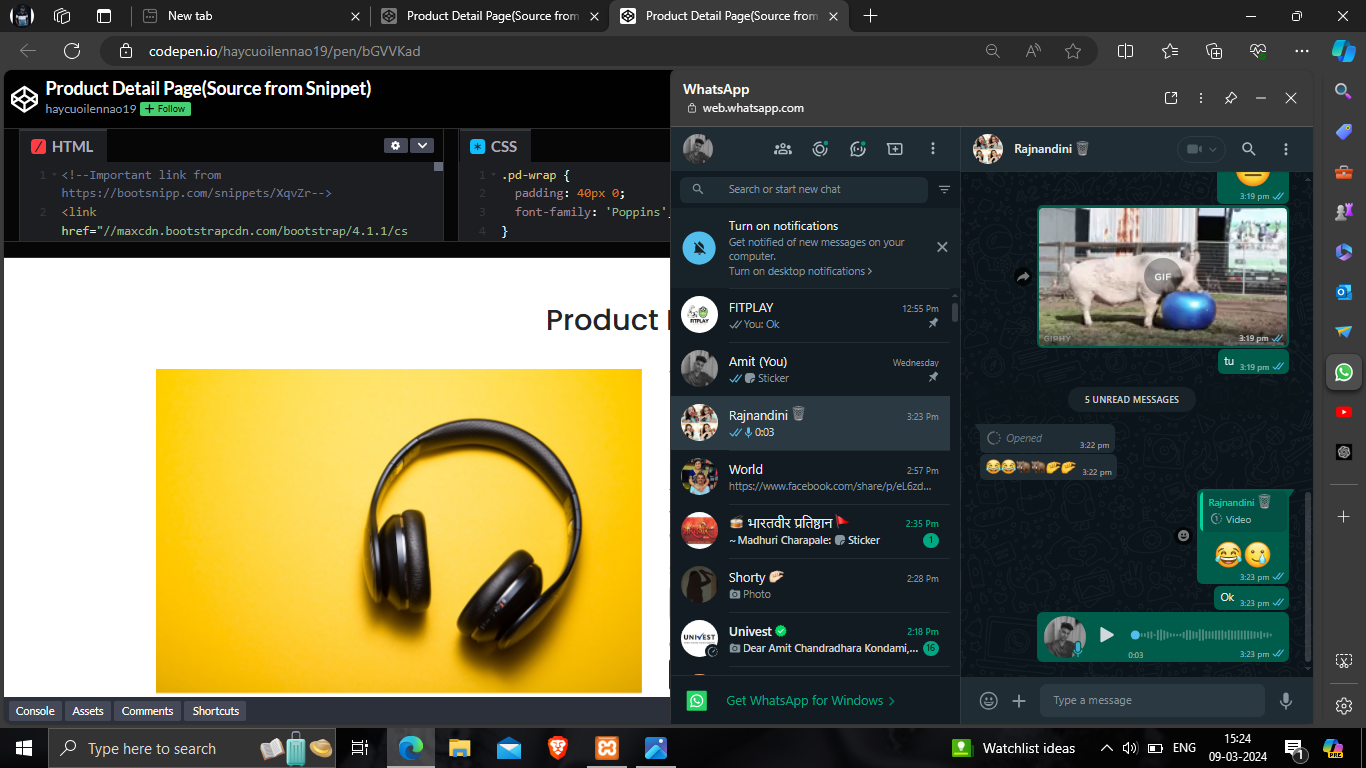 New tab
Product Detail Page(Source from
Product Detail Page(Source from
codepen.io/haycuoilennao19/pen/bGVVKad
Product Detail Page(Source from Snippet)
haycuoilennao19
+ Follow
HTML
1 <!--Important link from
https://bootsnipp.com/snippets/XqvZr-->
2 <link
href="//maxcdn.bootstrapcdn.com/bootstrap/4.1.1/cs
CSS
1 .pd-wrap {
2 padding: 40px 0;
3 font-family: 'Poppins',
4 }
Product
Console
Assets
Comments
Shortcuts
WhatsApp
web.whatsapp.com
Search or start new chat
Turn on notifications
Get notified of new messages on your
computer.
Turn on desktop notifications >
FITPLAY 12:55 Pm
You: Ok
Amit (You) Wednesday
Sticker
Rajnandini 🗑️ 3:23 Pm
0:03
World 2:57 Pm
https://www.facebook.com/share/p/eL6zd...
🥁 भारतवीर प्रतिष्ठान 🚩 2:35 Pm
~ Madhuri Charapale: Sticker 1
Shorty 2:28 Pm
Photo
UNIVEST
Univest 2:18 Pm
Dear Amit Chandradhara Kondami,... 16
Get WhatsApp for Windows >
Rajnandini 🗑️
3:19 pm
GIF
GIPHY 3:19 pm
tu 3:19 pm
5 UNREAD MESSAGES
Opened 3:22 pm
3:22 pm
Rajnandini 🗑️
Video
3:23 pm
Ok 3:23 pm
0:03 3:23 pm
Type a message
Type here to search
Watchlist ideas
ENG
15:24
09-03-2024
1
PRE